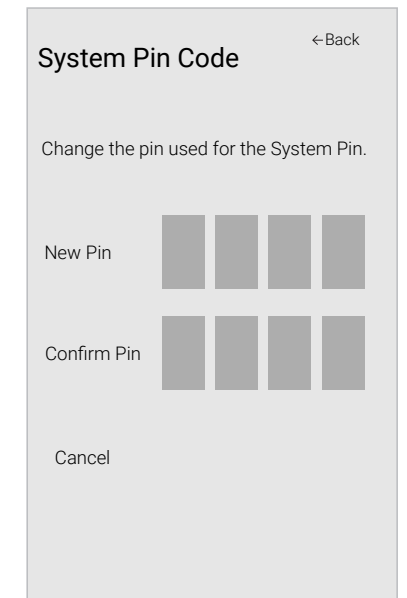 ←Back
System Pin Code
Change the pin used for the System Pin.
New Pin
Confirm Pin
Cancel